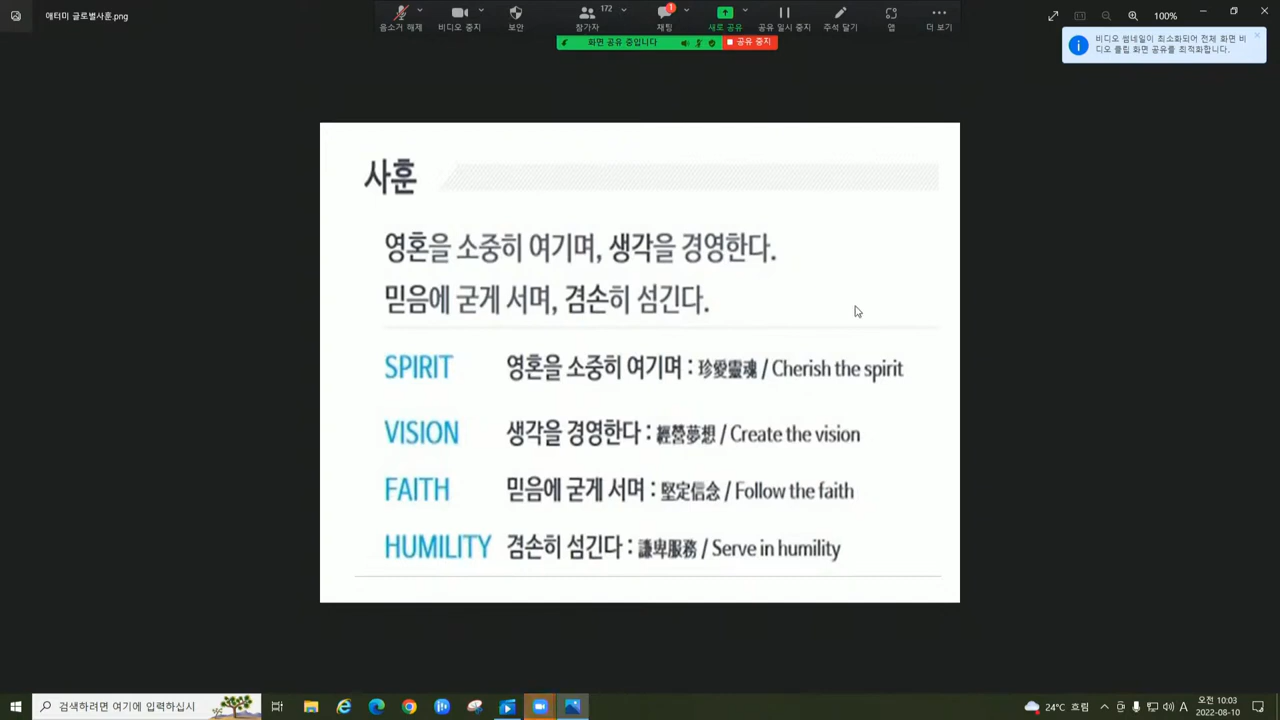 애터미 글로벌사훈.png
음소거 해제
비디오 중지
보안
172
참가자
1
채팅
새로 공유
공유 일시 중지
주석 달기
앱
더 보기
100%
화면 공유 중입니다
공유 중지
비디오 썸네일이 최소화되어 전체 화면 비
디오 클립 화면 공유를 최적화합니다.
사훈
영혼을 소중히 여기며, 생각을 경영한다.
믿음에 굳게 서며, 겸손히 섬긴다.
SPIRIT 영혼을 소중히 여기며 : 珍愛靈魂 / Cherish the spirit
VISION 생각을 경영한다 : 經營夢想 / Create the vision
FAITH 믿음에 굳게 서며 : 堅定信念 / Follow the faith
HUMILITY 겸손히 섬긴다 : 謙卑服務 / Serve in humility
검색하려면 여기에 입력하십시
24°C 흐림
A
오전 10:03
2022-08-10